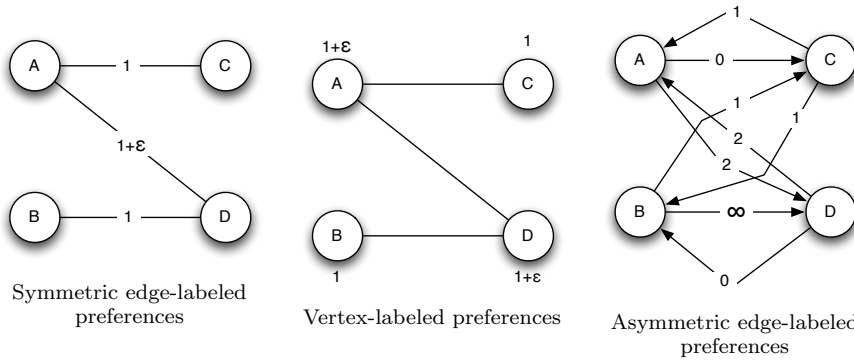 A 1 C
1+ε
B 1 D
Symmetric edge-labeled
preferences
1+ε 1
A C
B D
1 1+ε
Vertex-labeled preferences
1
A 0 C
1 1
2
2
B ∞ D
0
Asymmetric edge-labeled
preferences